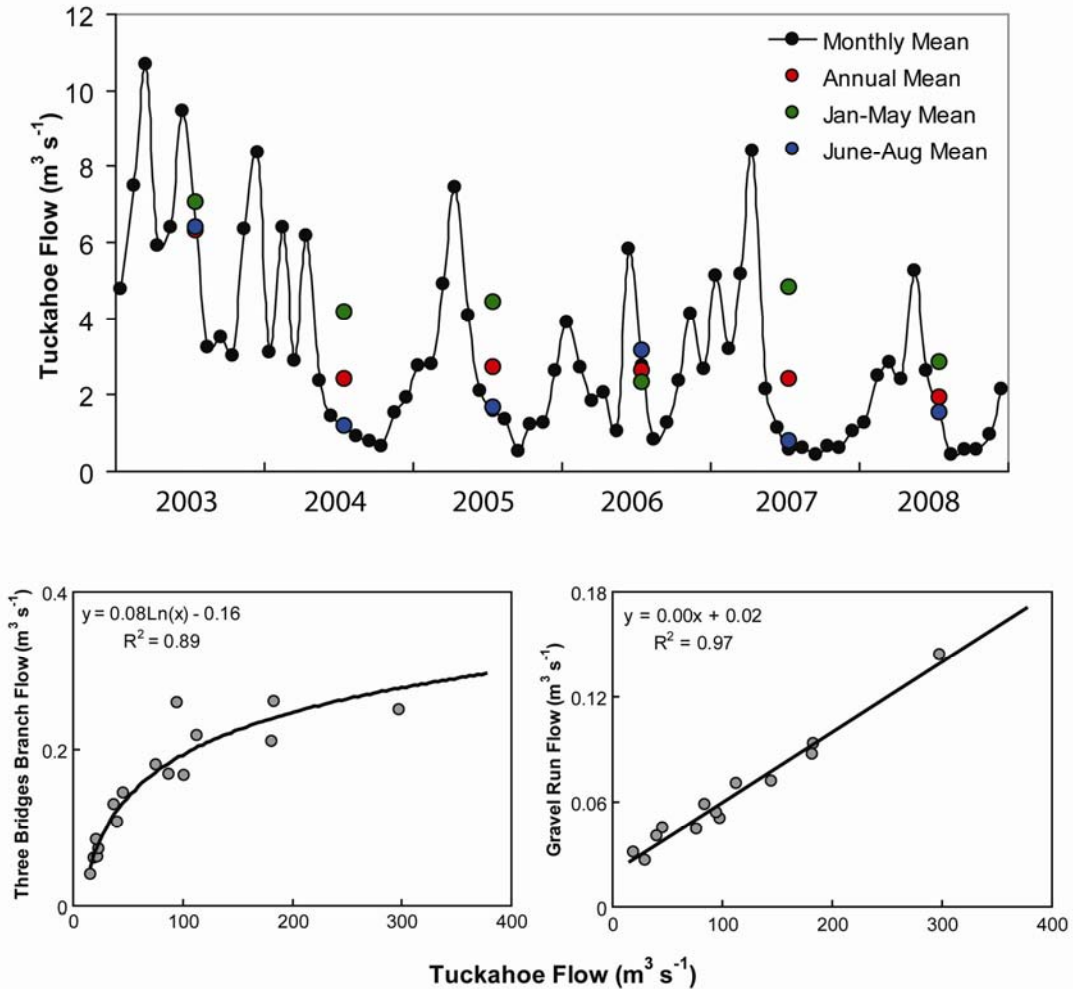 12
10
8
6
4
2
0
Tuckahoe Flow (m³ s⁻¹)
Monthly Mean
Annual Mean
Jan-May Mean
June-Aug Mean
2003 2004 2005 2006 2007 2008
Three Bridges Branch Flow (m³ s⁻¹)
0.4
0.2
0
y = 0.08Ln(x) - 0.16
R² = 0.89
0 100 200 300 400
Gravel Run Flow (m³ s⁻¹)
0.18
0.12
0.06
0
y = 0.00x + 0.02
R² = 0.97
0 100 200 300 400
Tuckahoe Flow (m³ s⁻¹)